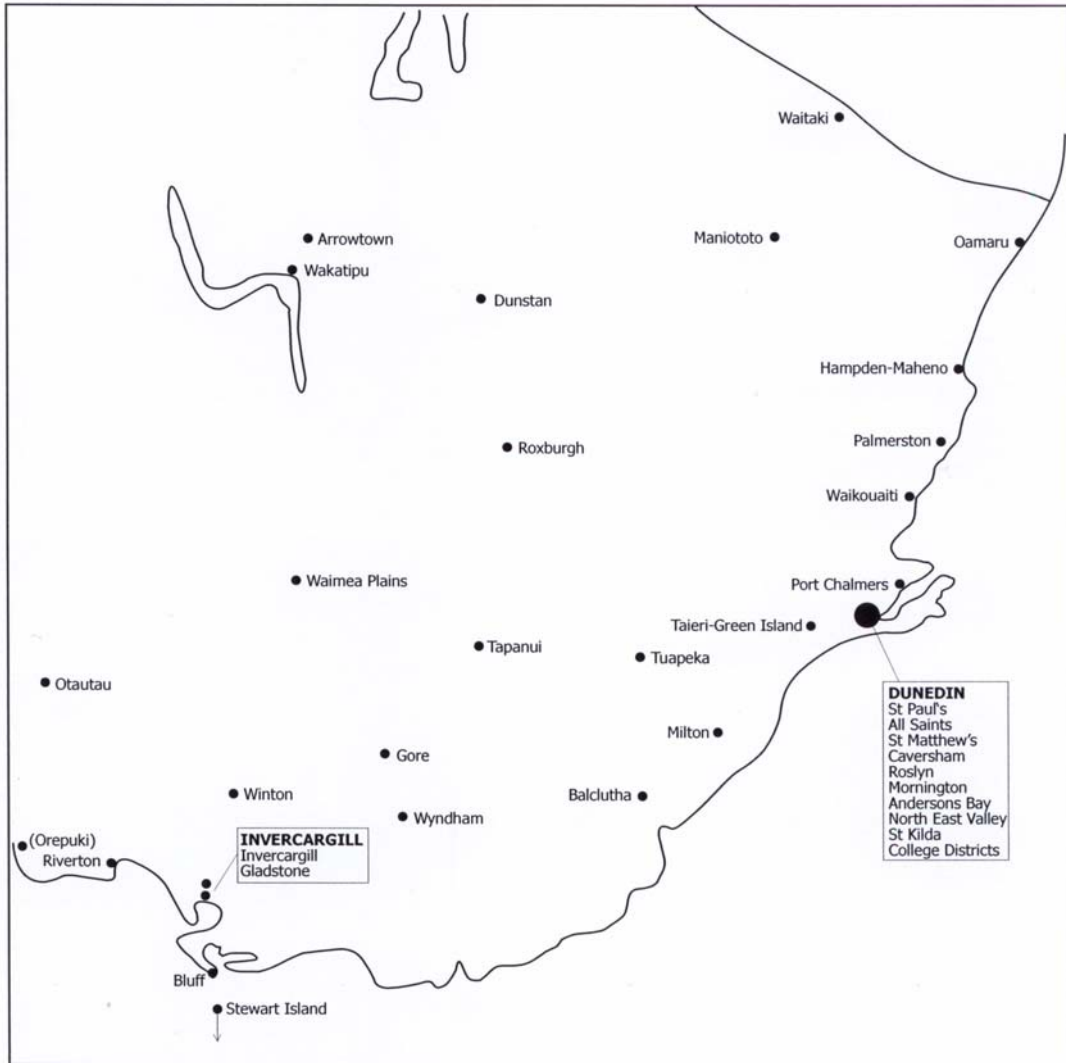 Waitaki
Arrowtown
Maniototo
Oamaru
Wakatipu
Dunstan
Hampden-Maheno
Roxburgh
Palmerston
Waikouaiti
Waimea Plains
Port Chalmers
Taieri-Green Island
Tapanui
Tuapeka
Otautau
DUNEDIN
St Paul's
All Saints
St Matthew's
Caversham
Roslyn
Mornington
Andersons Bay
North East Valley
St Kilda
College Districts
Milton
Gore
Winton
Balclutha
Wyndham
(Orepuki)
Riverton
INVERCARGILL
Invercargill
Gladstone
Bluff
Stewart Island